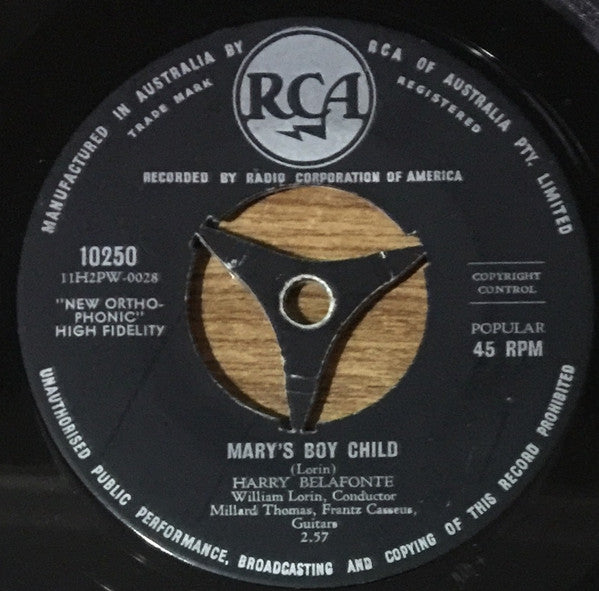 MANUFACTURED IN AUSTRALIA BY RCA OF AUSTRALIA PTY. LIMITED
TRADE MARK REGISTERED
RCA
RECORDED BY RADIO CORPORATION OF AMERICA
10250
11H2PW-0028
"NEW ORTHO-
PHONIC"
HIGH FIDELITY
COPYRIGHT
CONTROL
POPULAR
45 RPM
MARY'S BOY CHILD
(Lorin)
HARRY BELAFONTE
William Lorin, Conductor
Millard Thomas, Frantz Casseus,
Guitars
2.57
UNAUTHORISED PUBLIC PERFORMANCE, BROADCASTING AND COPYING OF THIS RECORD PROHIBITED